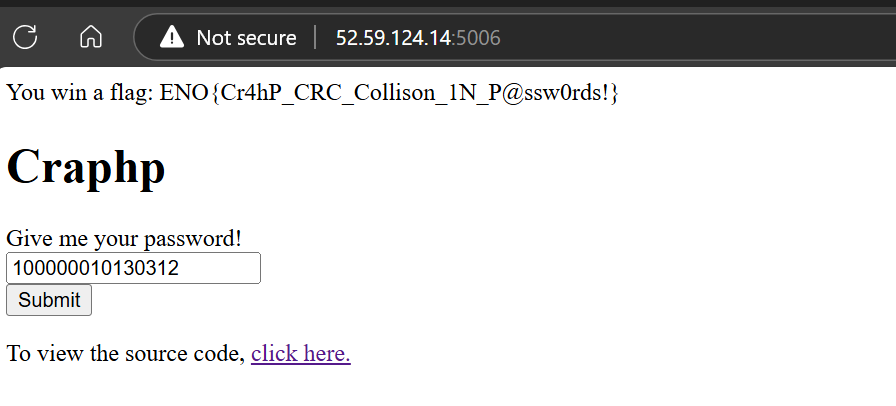 Not secure | 52.59.124.14:5006
You win a flag: ENO{Cr4hP_CRC_Collison_1N_P@ssw0rds!}
Craphp
Give me your password!
100000010130312
Submit
To view the source code, click here.